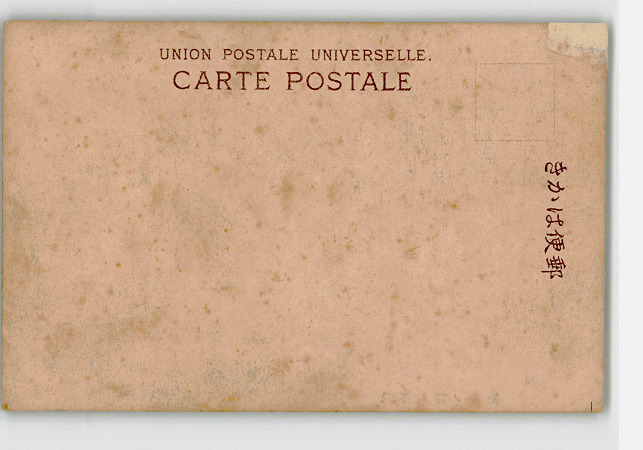 UNION POSTALE UNIVERSELLE.
CARTE POSTALE
きかは便郵